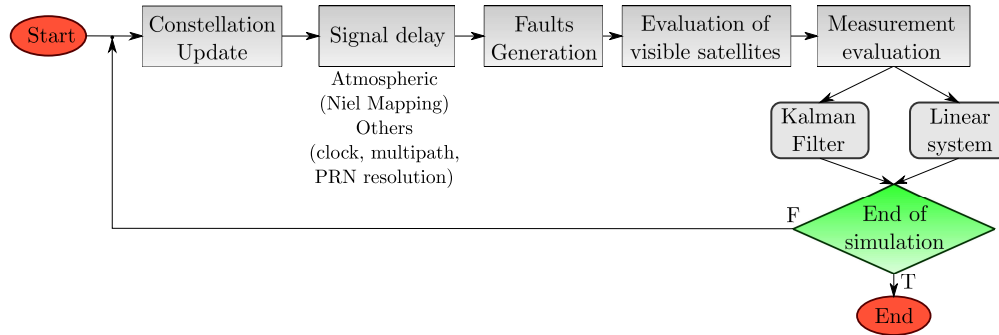 Start
Constellation
Update
Signal delay
Atmospheric
(Niel Mapping)
Others
(clock, multipath,
PRN resolution)
Faults
Generation
Evaluation of
visible satellites
Measurement
evaluation
Kalman
Filter
Linear
system
End of
simulation
F
T
End